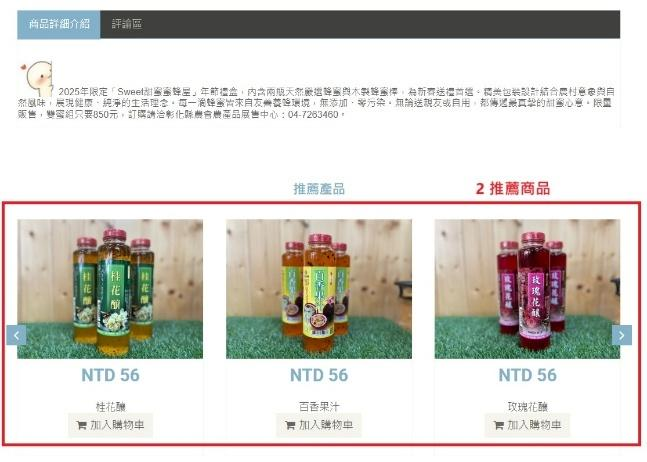 商品詳細介紹
評論區
2025年限定「Sweet甜蜜蜜蜂屋」年節禮盒，內含兩瓶天然嚴選蜂蜜與木製蜂蜜棒，為新春送禮首選。精美包裝設計結合農村意象與自
然風味，展現健康、純淨的生活理念。每一滴蜂蜜皆來自友善養蜂環境，無添加、零污染。無論送親友或自用，都傳遞最真摯的甜蜜心意。限量
販售，雙蜜組只要850元，訂購請洽彰化縣農會農產品展售中心：04-7263460。
推薦產品
2 推薦商品
桂花釀
百香果汁
玫瑰花釀
NTD 56
NTD 56
NTD 56
桂花釀
百香果汁
玫瑰花釀
加入購物車
加入購物車
加入購物車